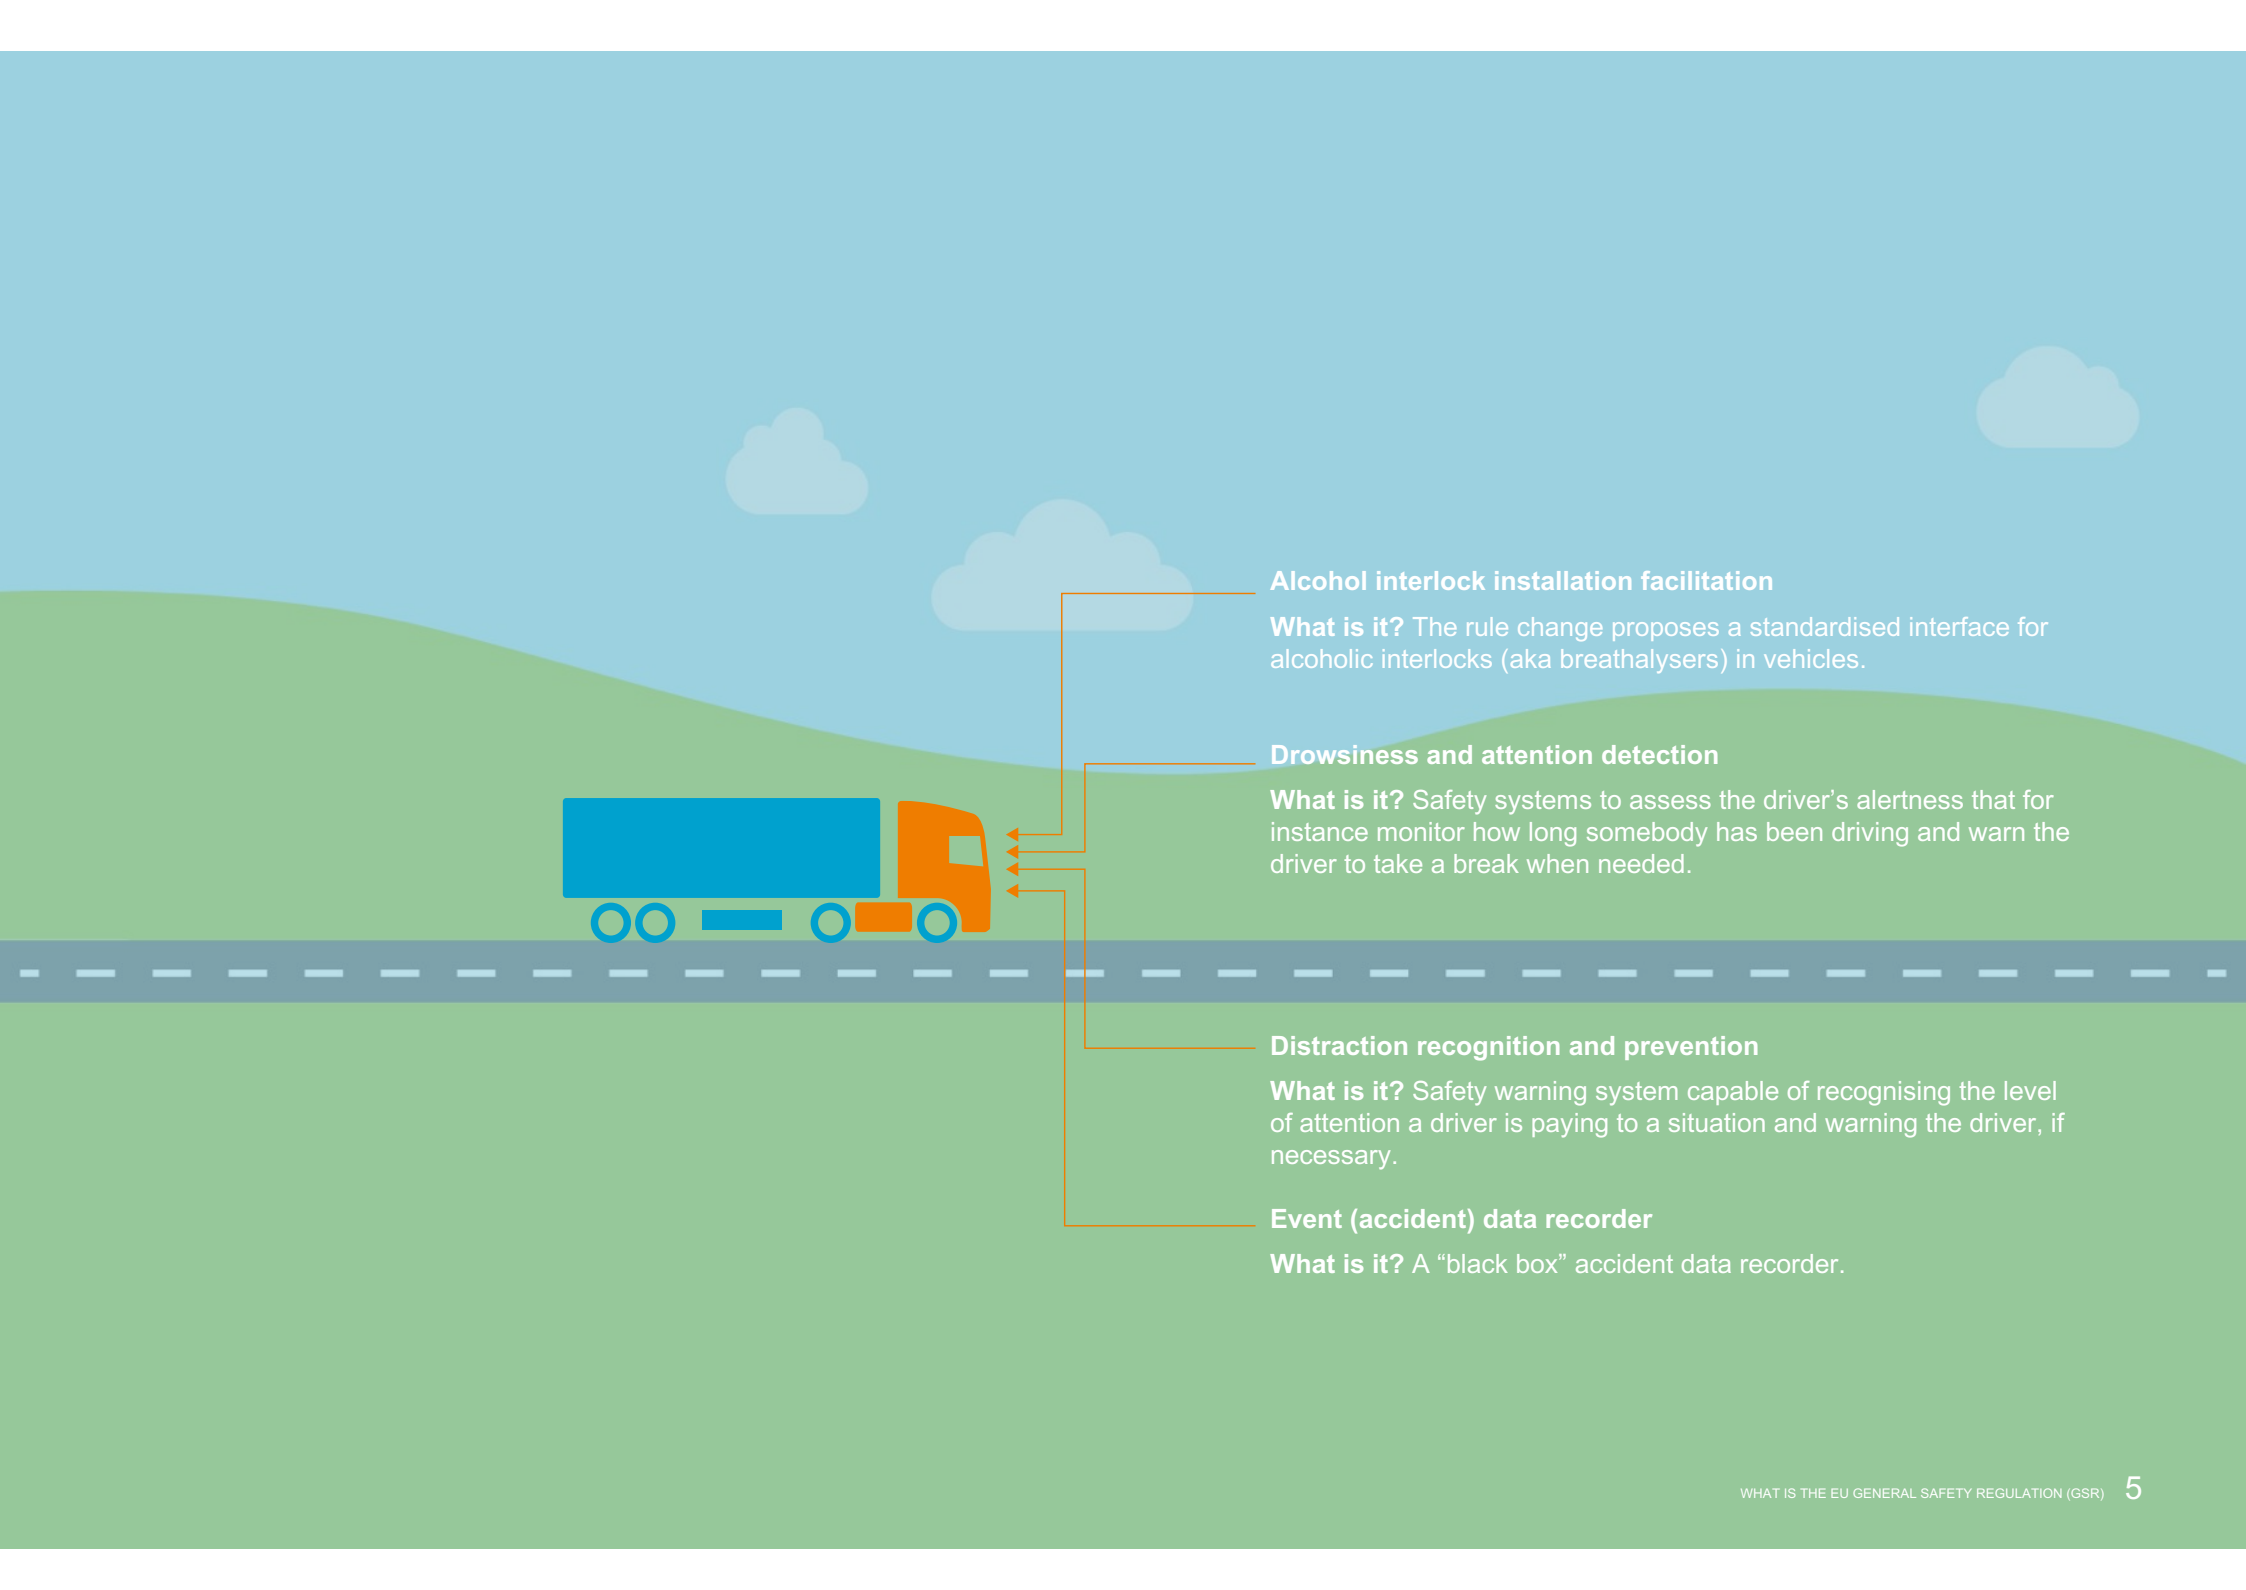 Alcohol interlock installation facilitation
What is it? The rule change proposes a standardised interface for
alcoholic interlocks (aka breathalysers) in vehicles.
Drowsiness and attention detection
What is it? Safety systems to assess the driver’s alertness that for
instance monitor how long somebody has been driving and warn the
driver to take a break when needed.
Distraction recognition and prevention
What is it? Safety warning system capable of recognising the level
of attention a driver is paying to a situation and warning the driver, if
necessary.
Event (accident) data recorder
What is it? A “black box” accident data recorder.
WHAT IS THE EU GENERAL SAFETY REGULATION (GSR) 5